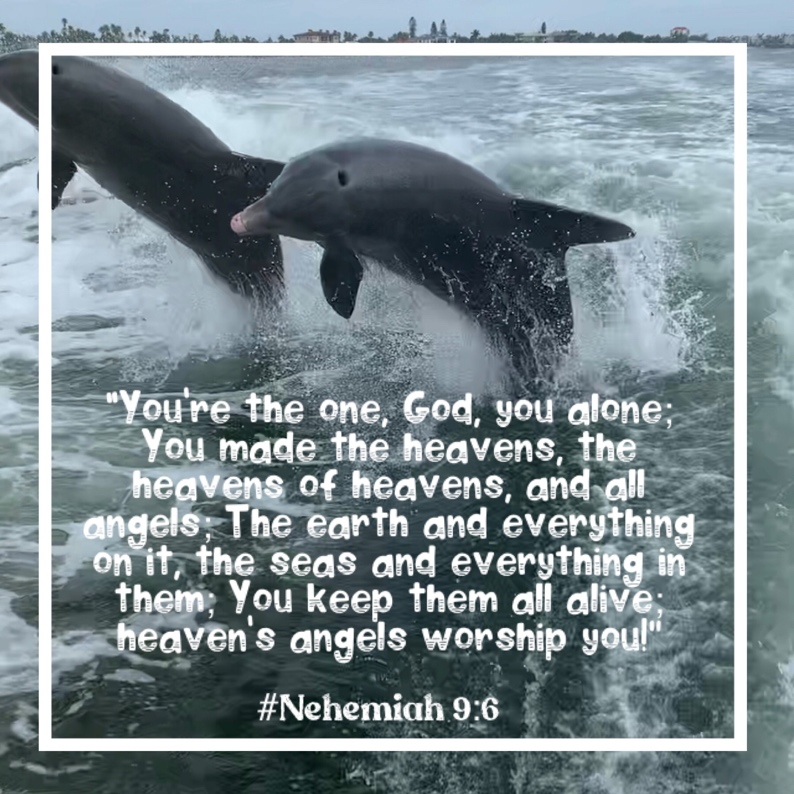 "You're the one, God, you alone;
You made the heavens, the
heavens of heavens, and all
angels; The earth and everything
on it, the seas and everything in
them; You keep them all alive;
heaven's angels worship you!"
#Nehemiah 9:6